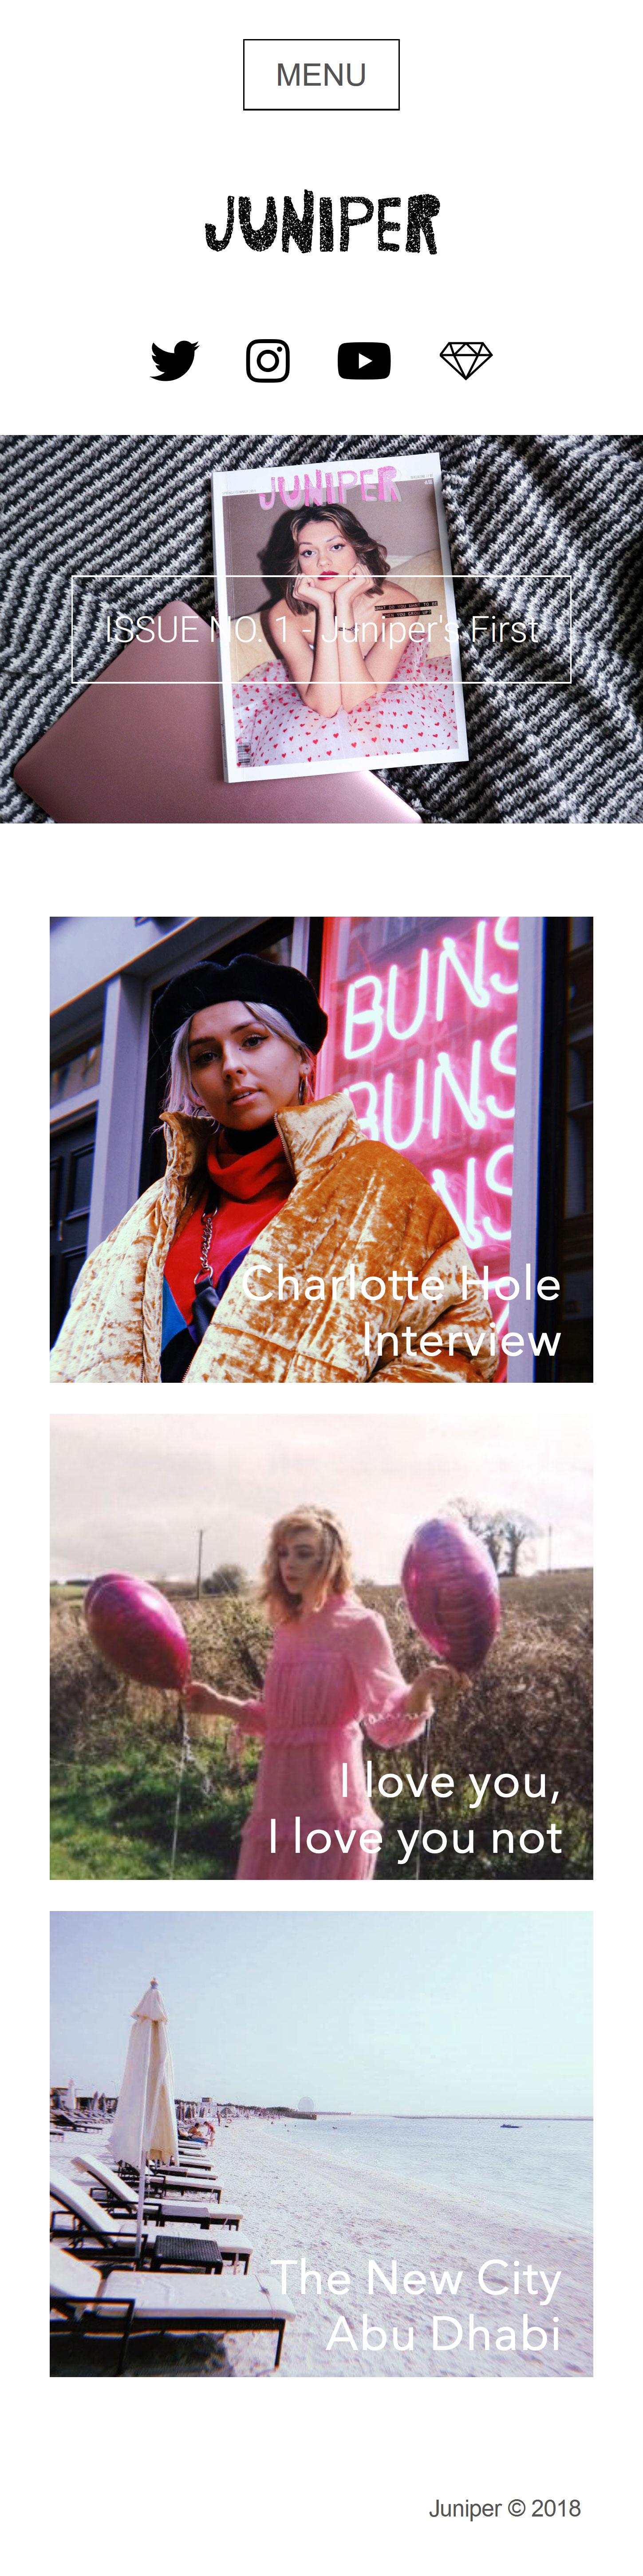 MENU
JUNIPER
JUNIPER
ISSUE NO. 1 - Juniper's First
BUNS
BUNS
BUNS
Charlotte Hole
Interview
I love you,
I love you not
The New City
Abu Dhabi
Juniper © 2018